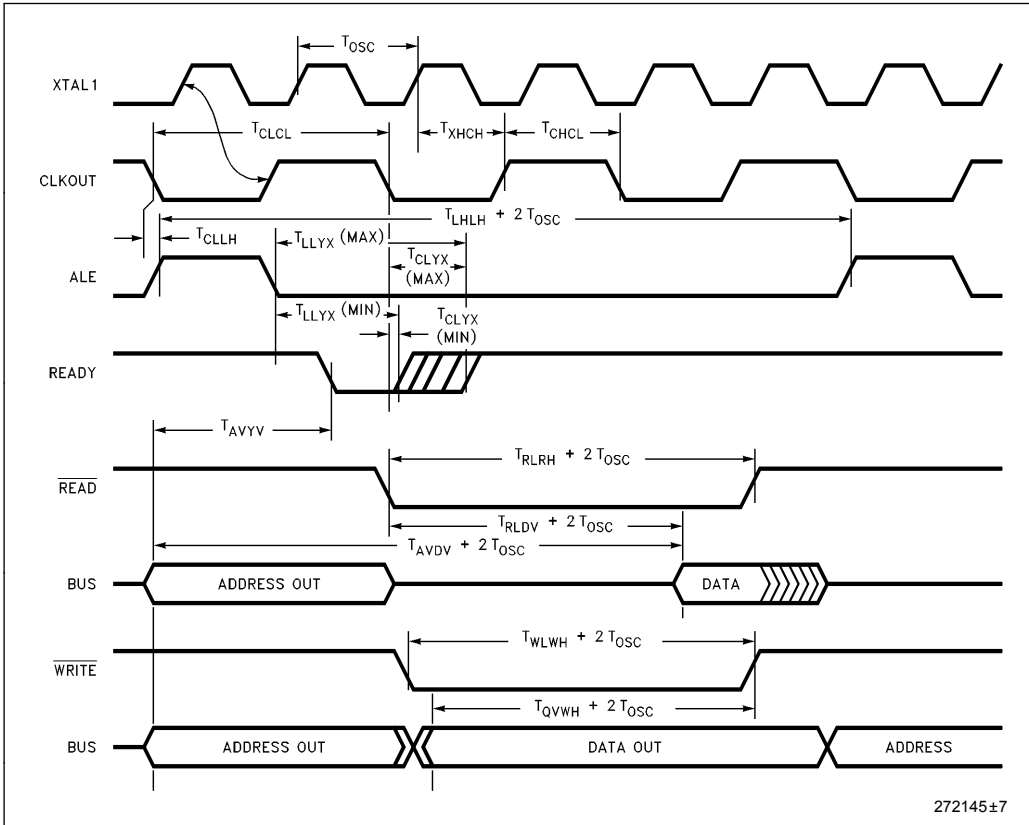 T_OSC
XTAL1
T_CLCL
T_XHCH
T_CHCL
CLKOUT
T_LHLH + 2 T_OSC
T_CLLH
T_LLYX (MAX)
T_CLYX
(MAX)
ALE
T_LLYX (MIN)
T_CLYX
(MIN)
READY
T_AVYV
T_RLRH + 2 T_OSC
READ
T_RLDV + 2 T_OSC
T_AVDV + 2 T_OSC
BUS
ADDRESS OUT
DATA
T_WLWH + 2 T_OSC
WRITE
T_QVWH + 2 T_OSC
BUS
ADDRESS OUT
DATA OUT
ADDRESS
272145±7